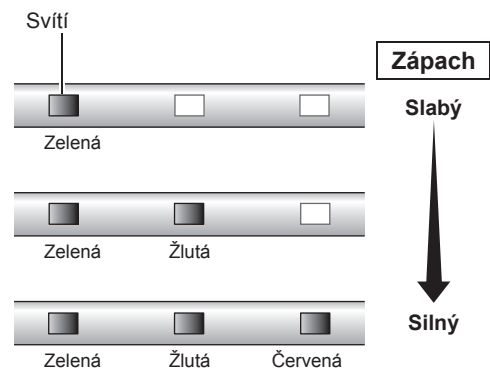 Svítí
Zápach
Slabý
Zelená
Zelená Žlutá
Silný
Zelená Žlutá Červená